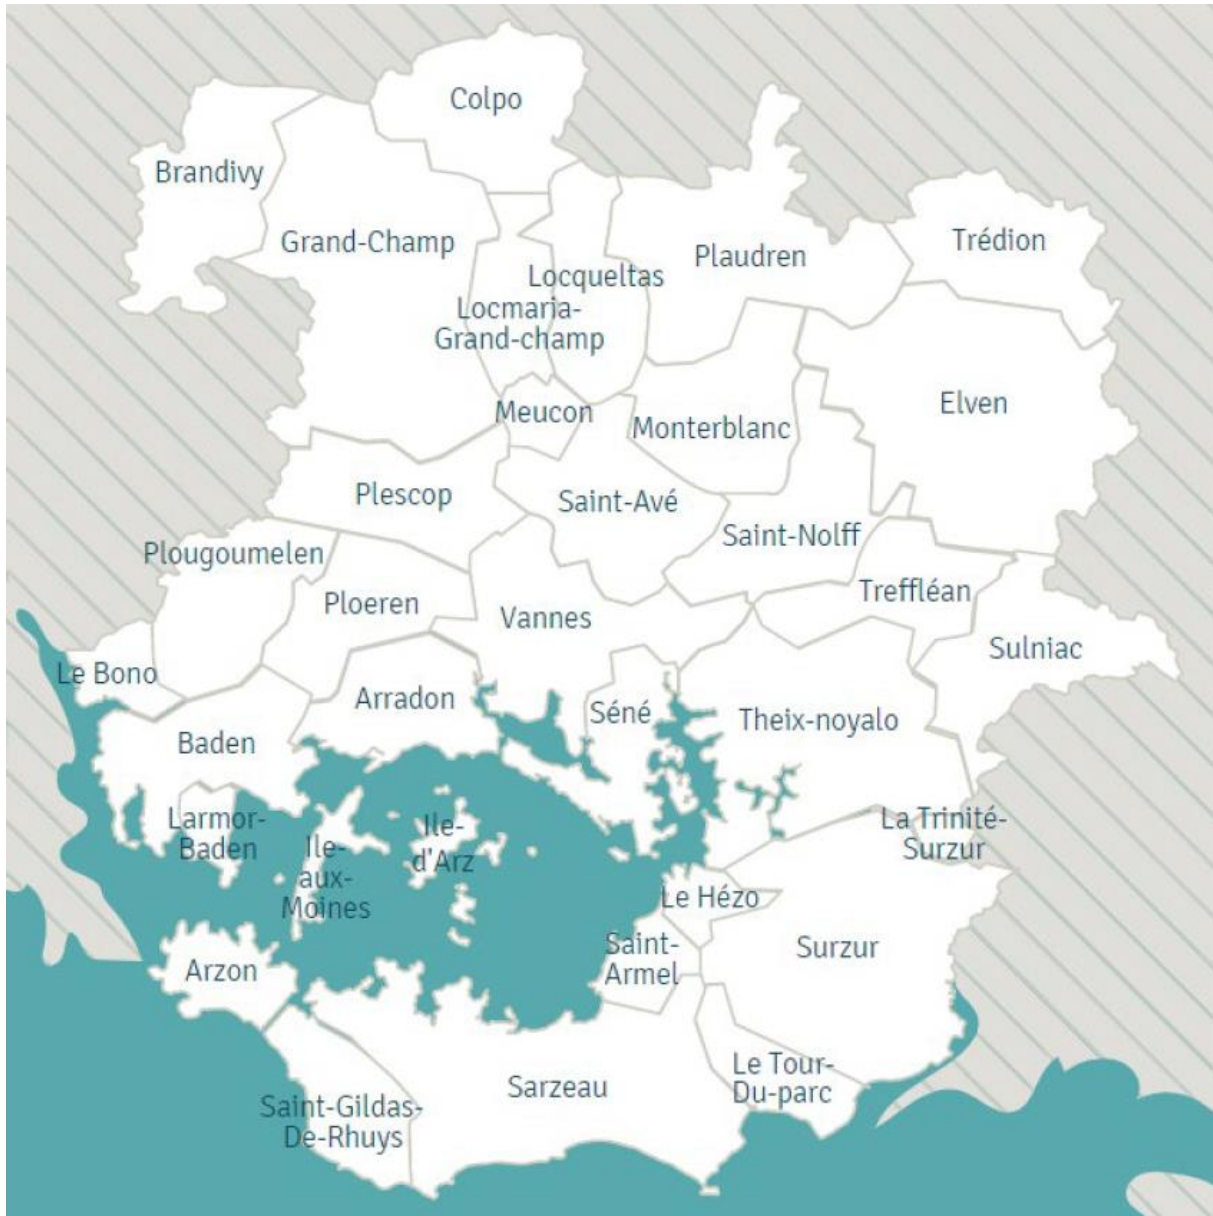 Colpo
Brandivy
Grand-Champ
Trédion
Plaudren
Locqueltas
Locmaria-
Grand-champ
Elven
Meucon
Monterblanc
Plescop
Saint-Avé
Saint-Nolff
Plougoumelen
Ploeren
Treffléan
Vannes
Sulniac
Le Bono
Arradon
Séné
Theix-noyalo
Baden
Larmor-
Baden
Ile-
aux-
Moines
Ile-
d'Arz
La Trinité-
Surzur
Le Hézo
Saint-
Armel
Surzur
Arzon
Le Tour-
Du-parc
Sarzeau
Saint-Gildas-
De-Rhuys